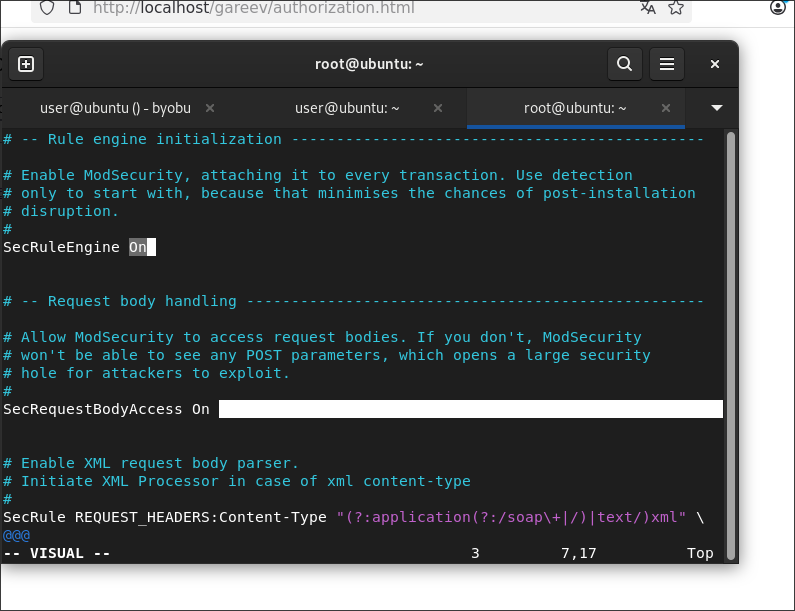 http://localhost/gareev/authorization.html
root@ubuntu: ~
user@ubuntu () - byobu
user@ubuntu: ~
root@ubuntu: ~
# -- Rule engine initialization ----------------------------------------------
# Enable ModSecurity, attaching it to every transaction. Use detection
# only to start with, because that minimises the chances of post-installation
# disruption.
#
SecRuleEngine On
# -- Request body handling ---------------------------------------------------
# Allow ModSecurity to access request bodies. If you don't, ModSecurity
# won't be able to see any POST parameters, which opens a large security
# hole for attackers to exploit.
#
SecRequestBodyAccess On
# Enable XML request body parser.
# Initiate XML Processor in case of xml content-type
#
SecRule REQUEST_HEADERS:Content-Type "(?:application(?:/soap\+|/)|text/)xml" \
@@@
-- VISUAL -- 3 7,17 Top